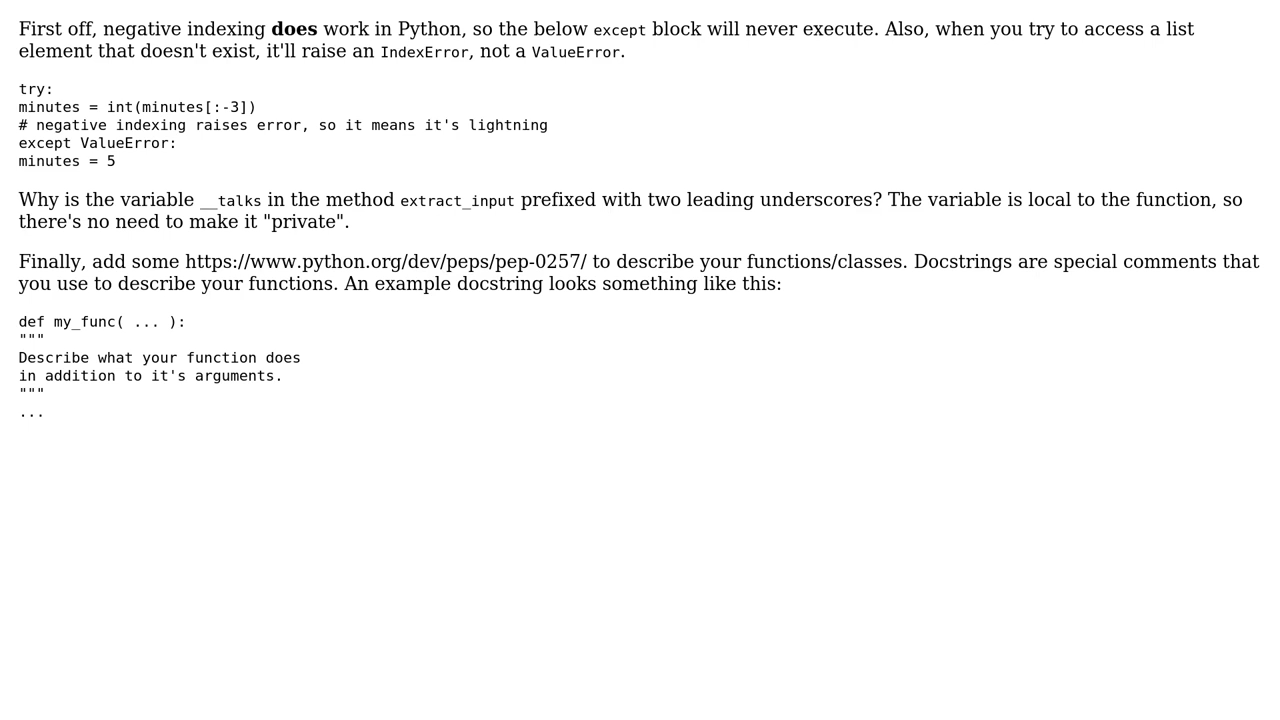 First off, negative indexing does work in Python, so the below except block will never execute. Also, when you try to access a list
element that doesn't exist, it'll raise an IndexError, not a ValueError.
try:
minutes = int(minutes[:-3])
# negative indexing raises error, so it means it's lightning
except ValueError:
minutes = 5
Why is the variable __talks in the method extract_input prefixed with two leading underscores? The variable is local to the function, so
there's no need to make it "private".
Finally, add some https://www.python.org/dev/peps/pep-0257/ to describe your functions/classes. Docstrings are special comments that
you use to describe your functions. An example docstring looks something like this:
def my_func( ... ):
"""
Describe what your function does
in addition to it's arguments.
"""
...